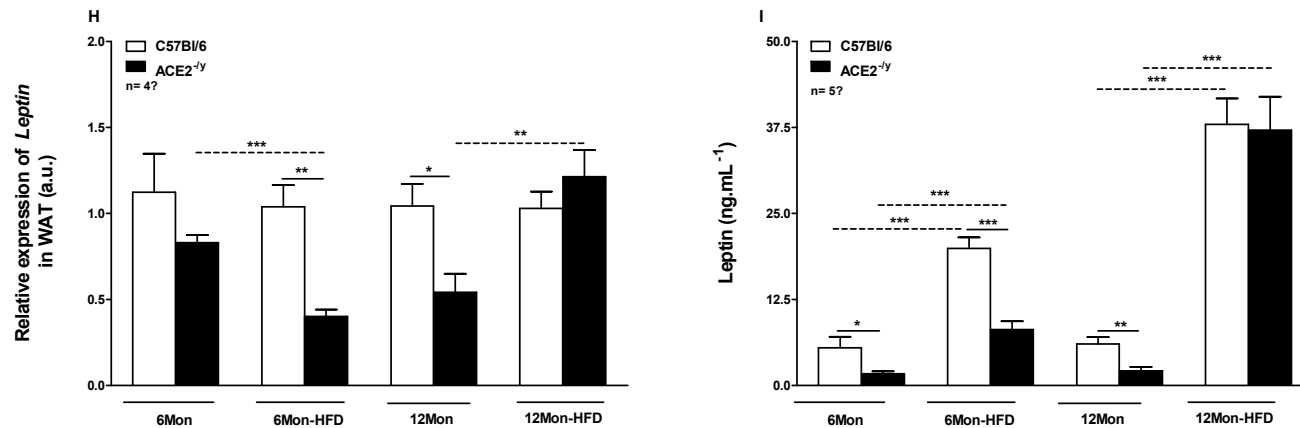 H
2.0
1.5
1.0
0.5
0.0
Relative expression of Leptin
in WAT (a.u.)
C57Bl/6
ACE2-/y
n= 4?
***
**
*
**
6Mon
6Mon-HFD
12Mon
12Mon-HFD
I
50.0
37.5
25.0
12.5
0.0
Leptin (ng.mL-1)
C57Bl/6
ACE2-/y
n= 5?
***
***
***
***
***
*
**
6Mon
6Mon-HFD
12Mon
12Mon-HFD